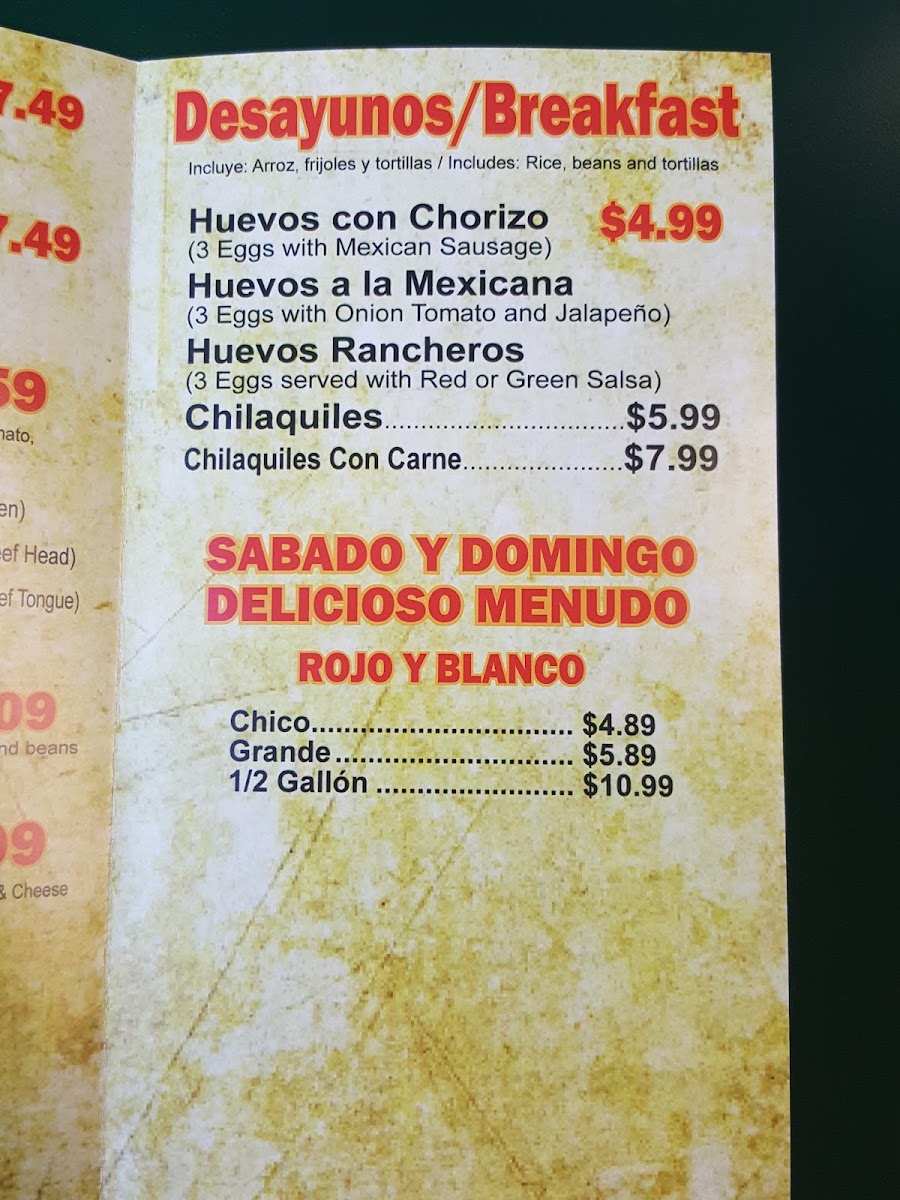 7.49
7.49
59
en)
ef Head)
ef Tongue)
09
nd beans
99
& Cheese
Desayunos/Breakfast
Incluye: Arroz, frijoles y tortillas / Includes: Rice, beans and tortillas
Huevos con Chorizo $4.99
(3 Eggs with Mexican Sausage)
Huevos a la Mexicana
(3 Eggs with Onion Tomato and Jalapeño)
Huevos Rancheros
(3 Eggs served with Red or Green Salsa)
Chilaquiles................................$5.99
Chilaquiles Con Carne......................$7.99
SABADO Y DOMINGO
DELICIOSO MENUDO
ROJO Y BLANCO
Chico................................ $4.89
Grande............................. $5.89
1/2 Gallón ........................ $10.99